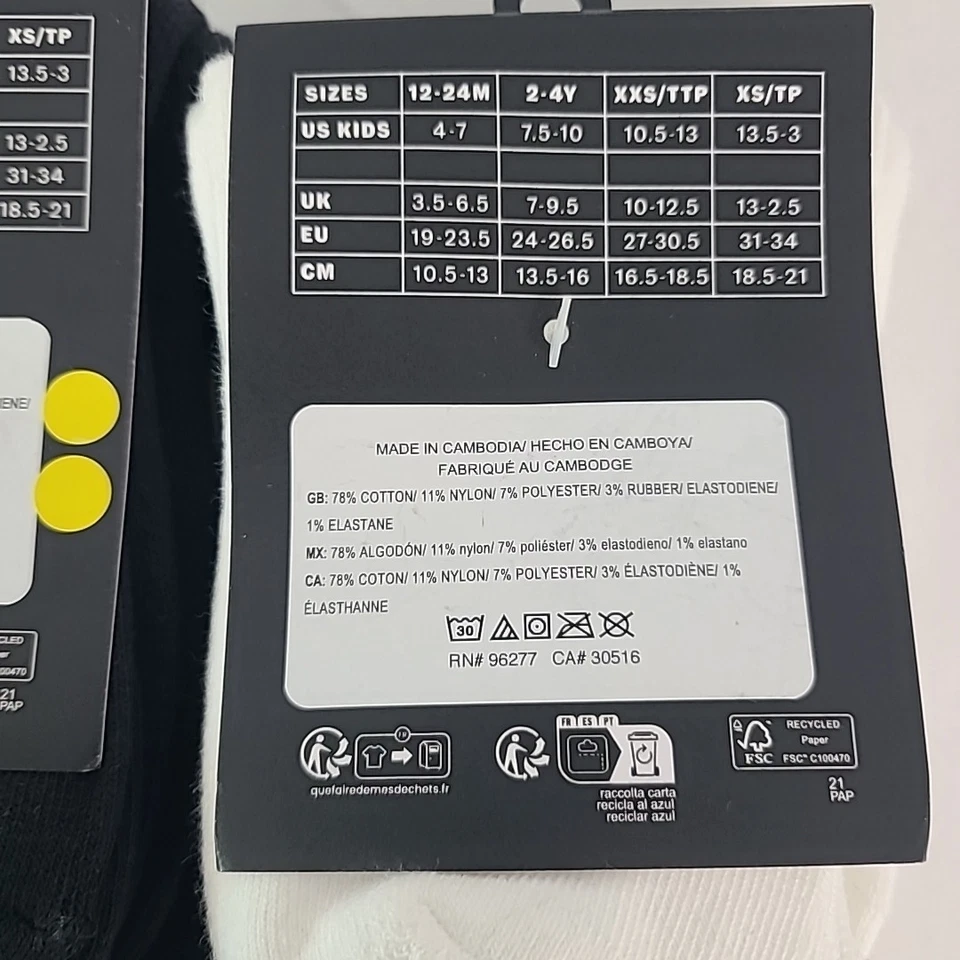 XS/TP
13.5-3
13-2.5
31-34
18.5-21
ENE/
21
PAP
SIZES 12-24M 2-4Y XXS/TTP XS/TP
US KIDS 4-7 7.5-10 10.5-13 13.5-3
UK 3.5-6.5 7-9.5 10-12.5 13-2.5
EU 19-23.5 24-26.5 27-30.5 31-34
CM 10.5-13 13.5-16 16.5-18.5 18.5-21
MADE IN CAMBODIA/ HECHO EN CAMBOYA/
FABRIQUÉ AU CAMBODGE
GB: 78% COTTON/ 11% NYLON/ 7% POLYESTER/ 3% RUBBER/ ELASTODIENE/
1% ELASTANE
MX: 78% ALGODÓN/ 11% nylon/ 7% poliéster/ 3% elastodieno/ 1% elastano
CA: 78% COTON/ 11% NYLON/ 7% POLYESTER/ 3% ÉLASTODIÈNE/ 1%
ÉLASTHANNE
30
RN# 96277 CA# 30516
FR
quefairedemesdechets.fr
FR ES PT
raccolta carta
recicla al azul
reciclar azul
RECYCLED
Paper
FSC FSC™ C100470
21
PAP